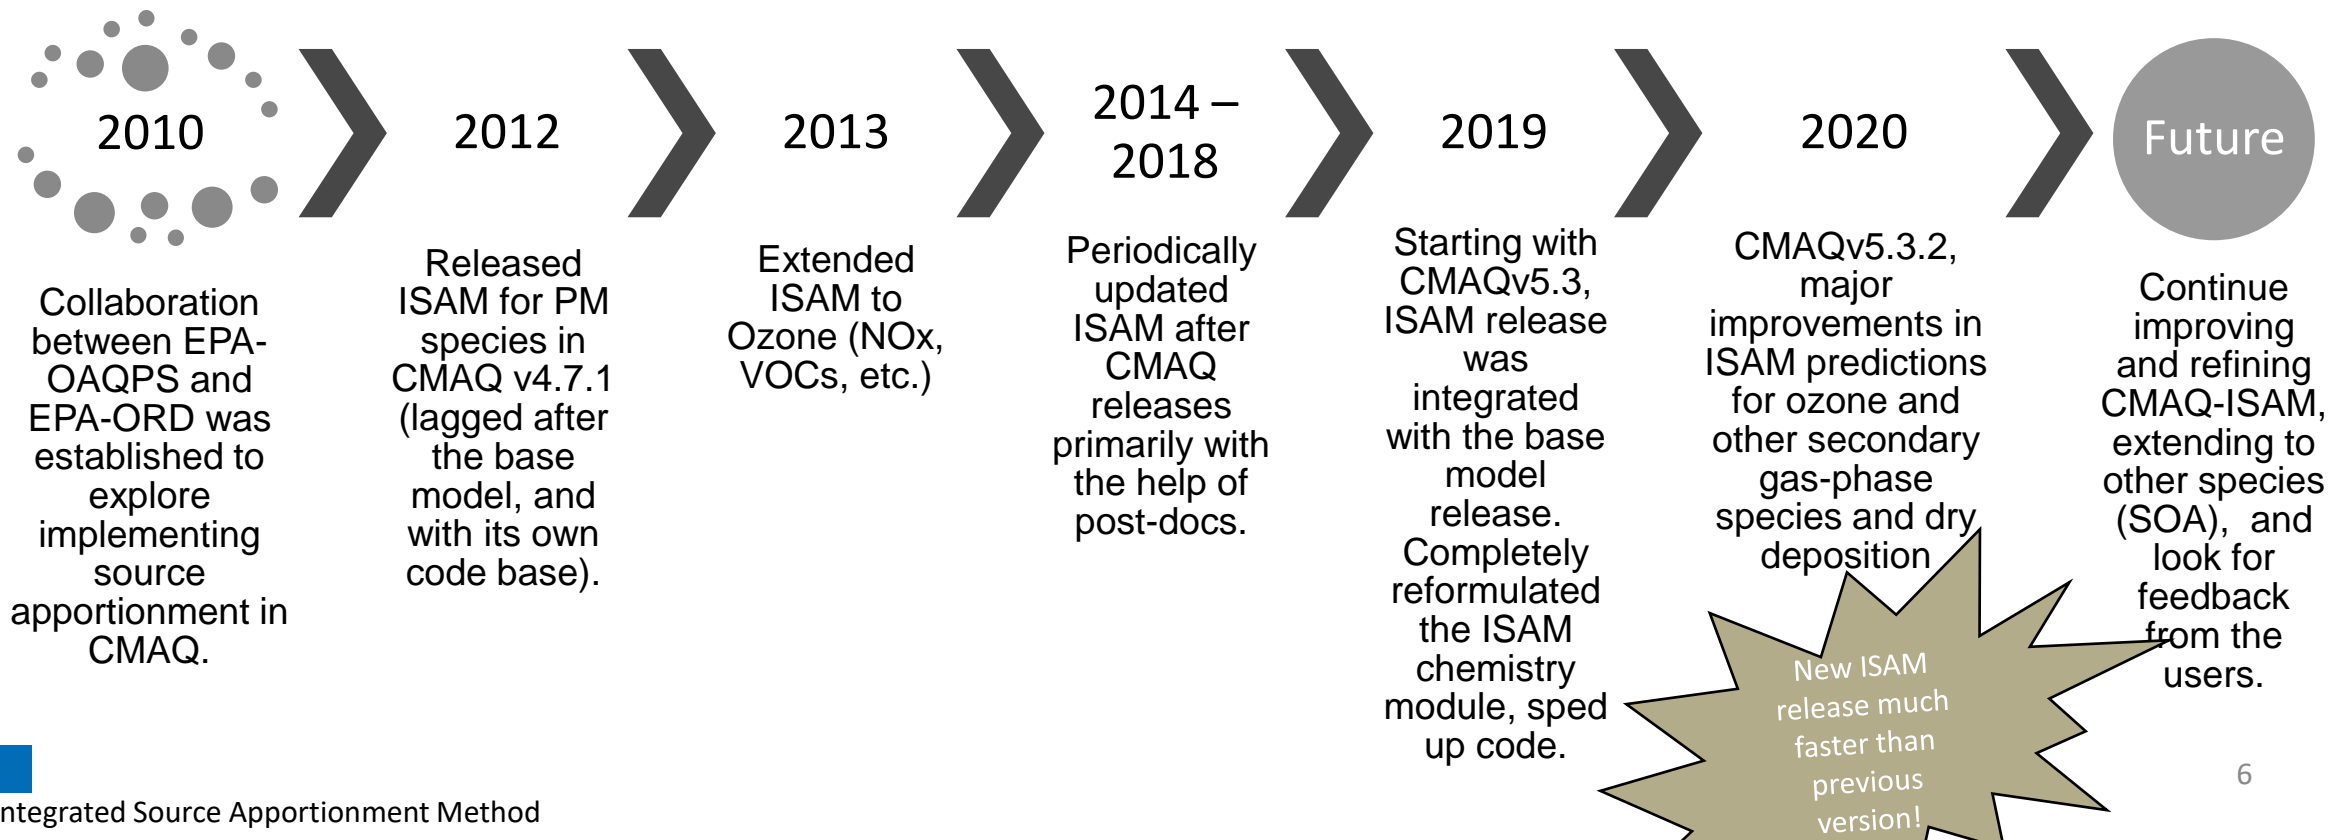 2010
Collaboration
between EPA-
OAQPS and
EPA-ORD was
established to
explore
implementing
source
apportionment in
CMAQ.
2012
Released
ISAM for PM
species in
CMAQ v4.7.1
(lagged after
the base
model, and
with its own
code base).
2013
Extended
ISAM to
Ozone (NOx,
VOCs, etc.)
2014 –
2018
Periodically
updated
ISAM after
CMAQ
releases
primarily with
the help of
post-docs.
2019
Starting with
CMAQv5.3,
ISAM release
was
integrated
with the base
model
release.
Completely
reformulated
the ISAM
chemistry
module, sped
up code.
2020
CMAQv5.3.2,
major
improvements in
ISAM predictions
for ozone and
other secondary
gas-phase
species and dry
deposition
New ISAM
release much
faster than
previous
version!
Future
Continue
improving
and refining
CMAQ-ISAM,
extending to
other species
(SOA), and
look for
feedback
from the
users.
6
ntegrated Source Apportionment Method